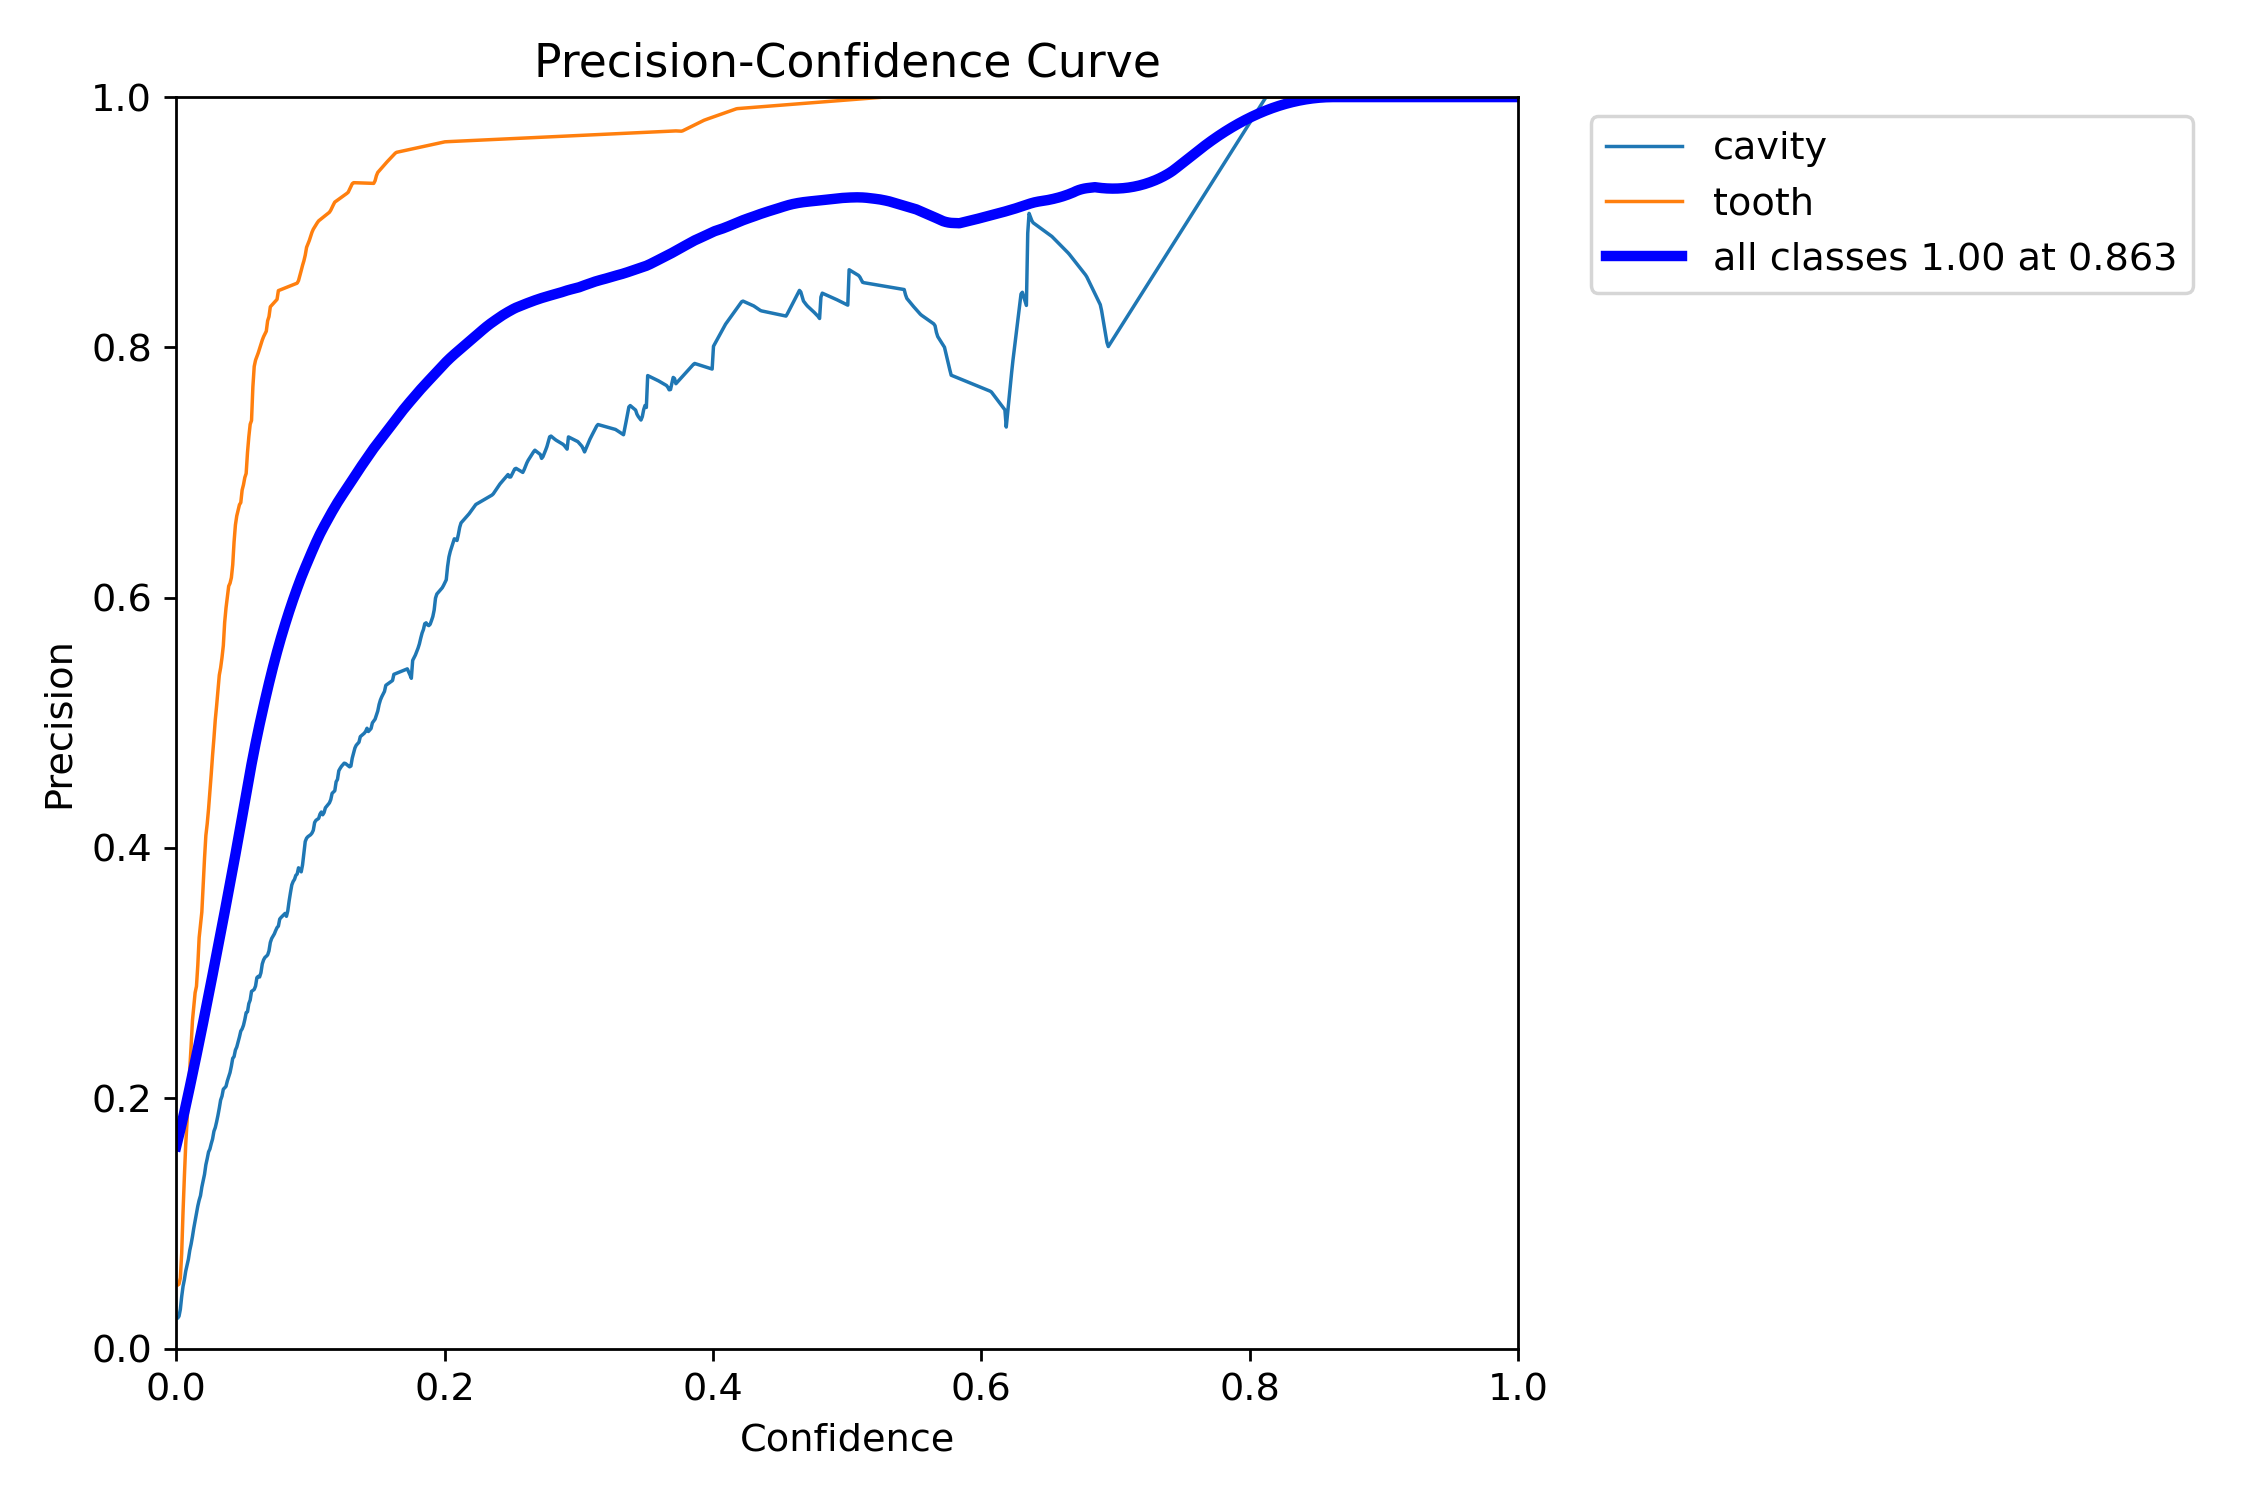 Precision-Confidence Curve
1.0
0.8
0.6
0.4
0.2
0.0
Precision
0.0 0.2 0.4 0.6 0.8 1.0
Confidence
cavity
tooth
all classes 1.00 at 0.863